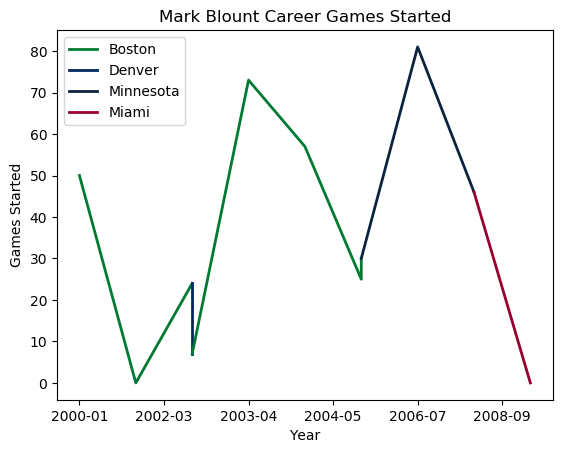 Mark Blount Career Games Started
Boston
Denver
Minnesota
Miami
Games Started
80
70
60
50
40
30
20
10
0
2000-01 2002-03 2003-04 2004-05 2006-07 2008-09
Year